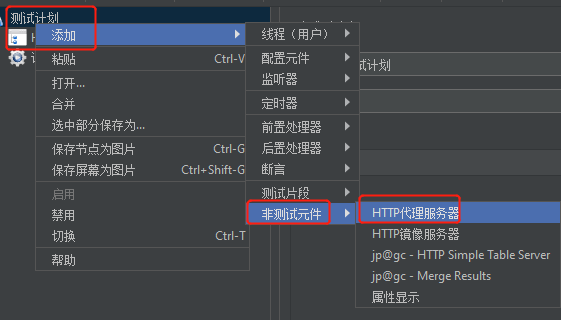 测试计划
添加
粘贴 Ctrl-V
打开...
合并
选中部分保存为...
保存节点为图片 Ctrl-G
保存屏幕为图片 Ctrl+Shift-G
启用
禁用
切换 Ctrl-T
帮助
线程（用户）
配置元件
监听器
定时器
前置处理器
后置处理器
断言
测试片段
非测试元件
HTTP代理服务器
HTTP镜像服务器
jp@gc - HTTP Simple Table Server
jp@gc - Merge Results
属性显示